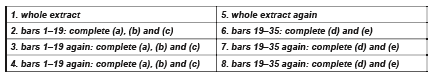 1. whole extract
5. whole extract again
2. bars 1–19: complete (a), (b) and (c)
6. bars 19–35: complete (d) and (e)
3. bars 1–19 again: complete (a), (b) and (c)
7. bars 19–35 again: complete (d) and (e)
4. bars 1–19 again: complete (a), (b) and (c)
8. bars 19–35 again: complete (d) and (e)